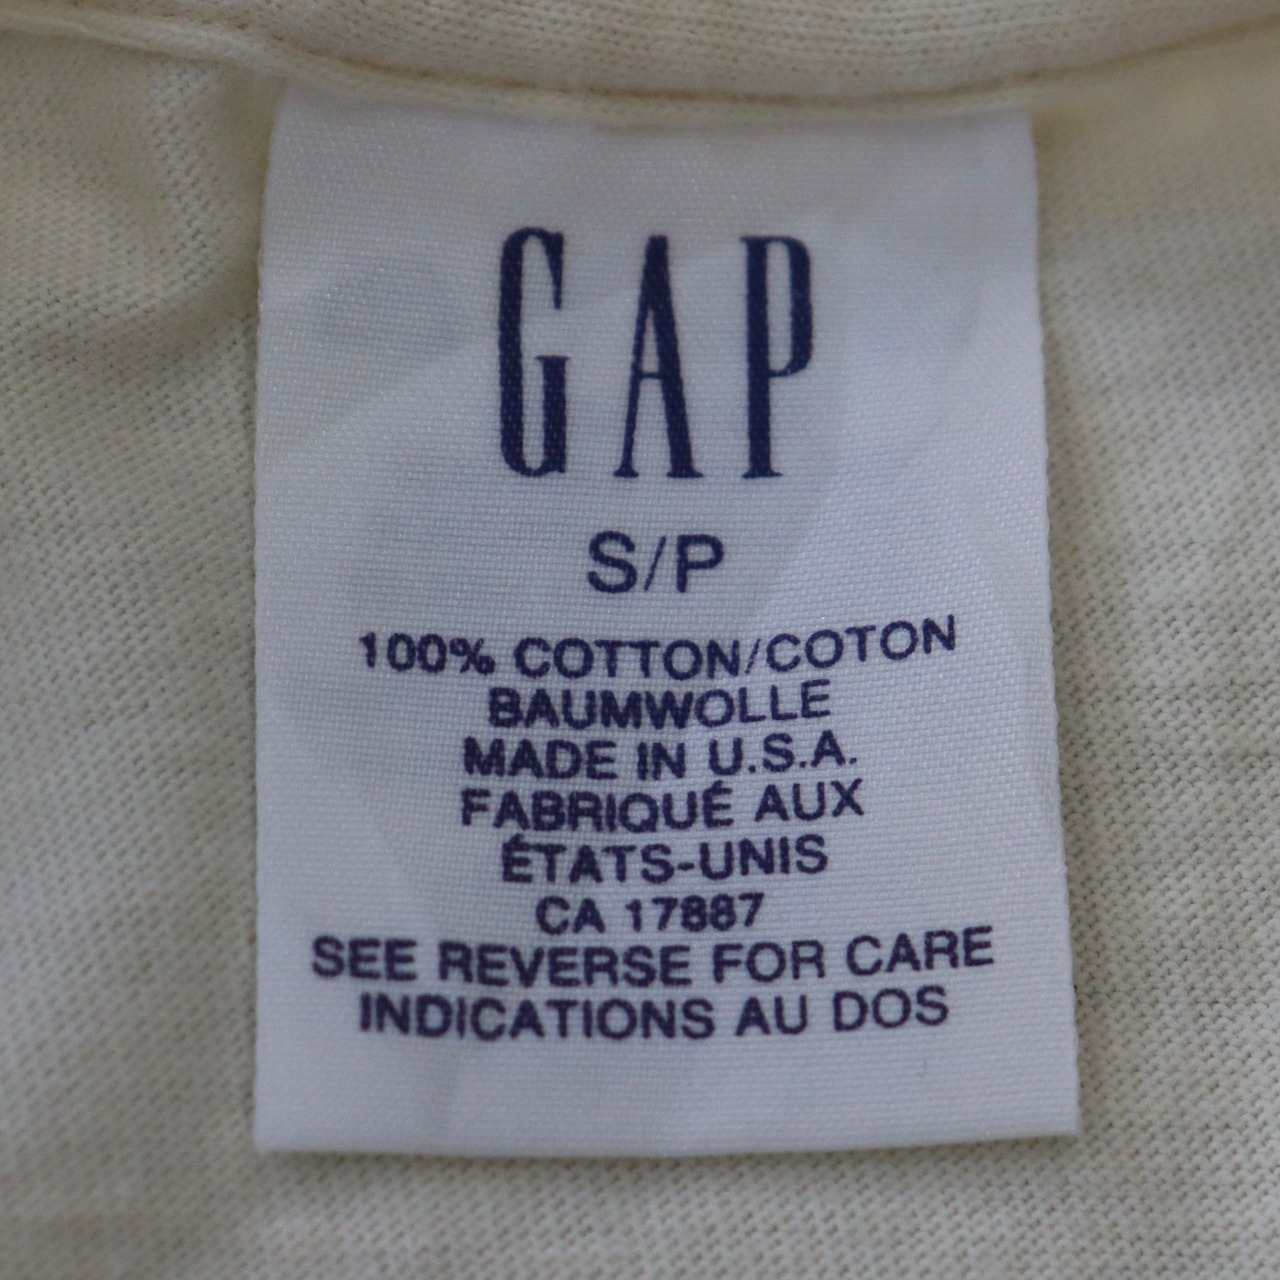 GAP
S/P
100% COTTON/COTON
BAUMWOLLE
MADE IN U.S.A.
FABRIQUÉ AUX
ÉTATS-UNIS
CA 17887
SEE REVERSE FOR CARE
INDICATIONS AU DOS